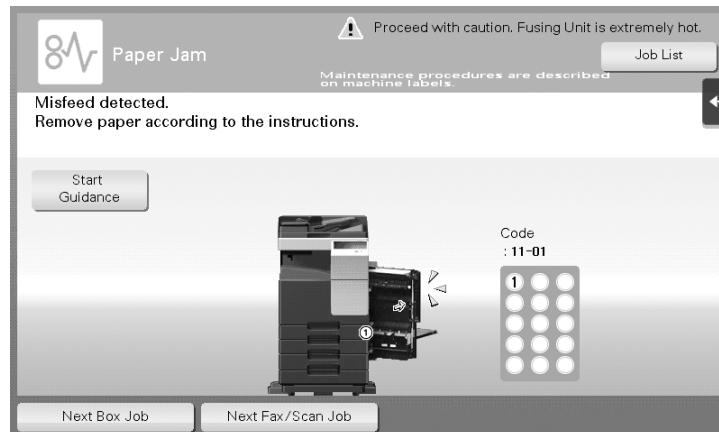 Proceed with caution. Fusing Unit is extremely hot.
Paper Jam
Job List
Maintenance procedures are described
on machine labels.
Misfeed detected.
Remove paper according to the instructions.
Start
Guidance
Code
: 11-01
1
1
Next Box Job
Next Fax/Scan Job